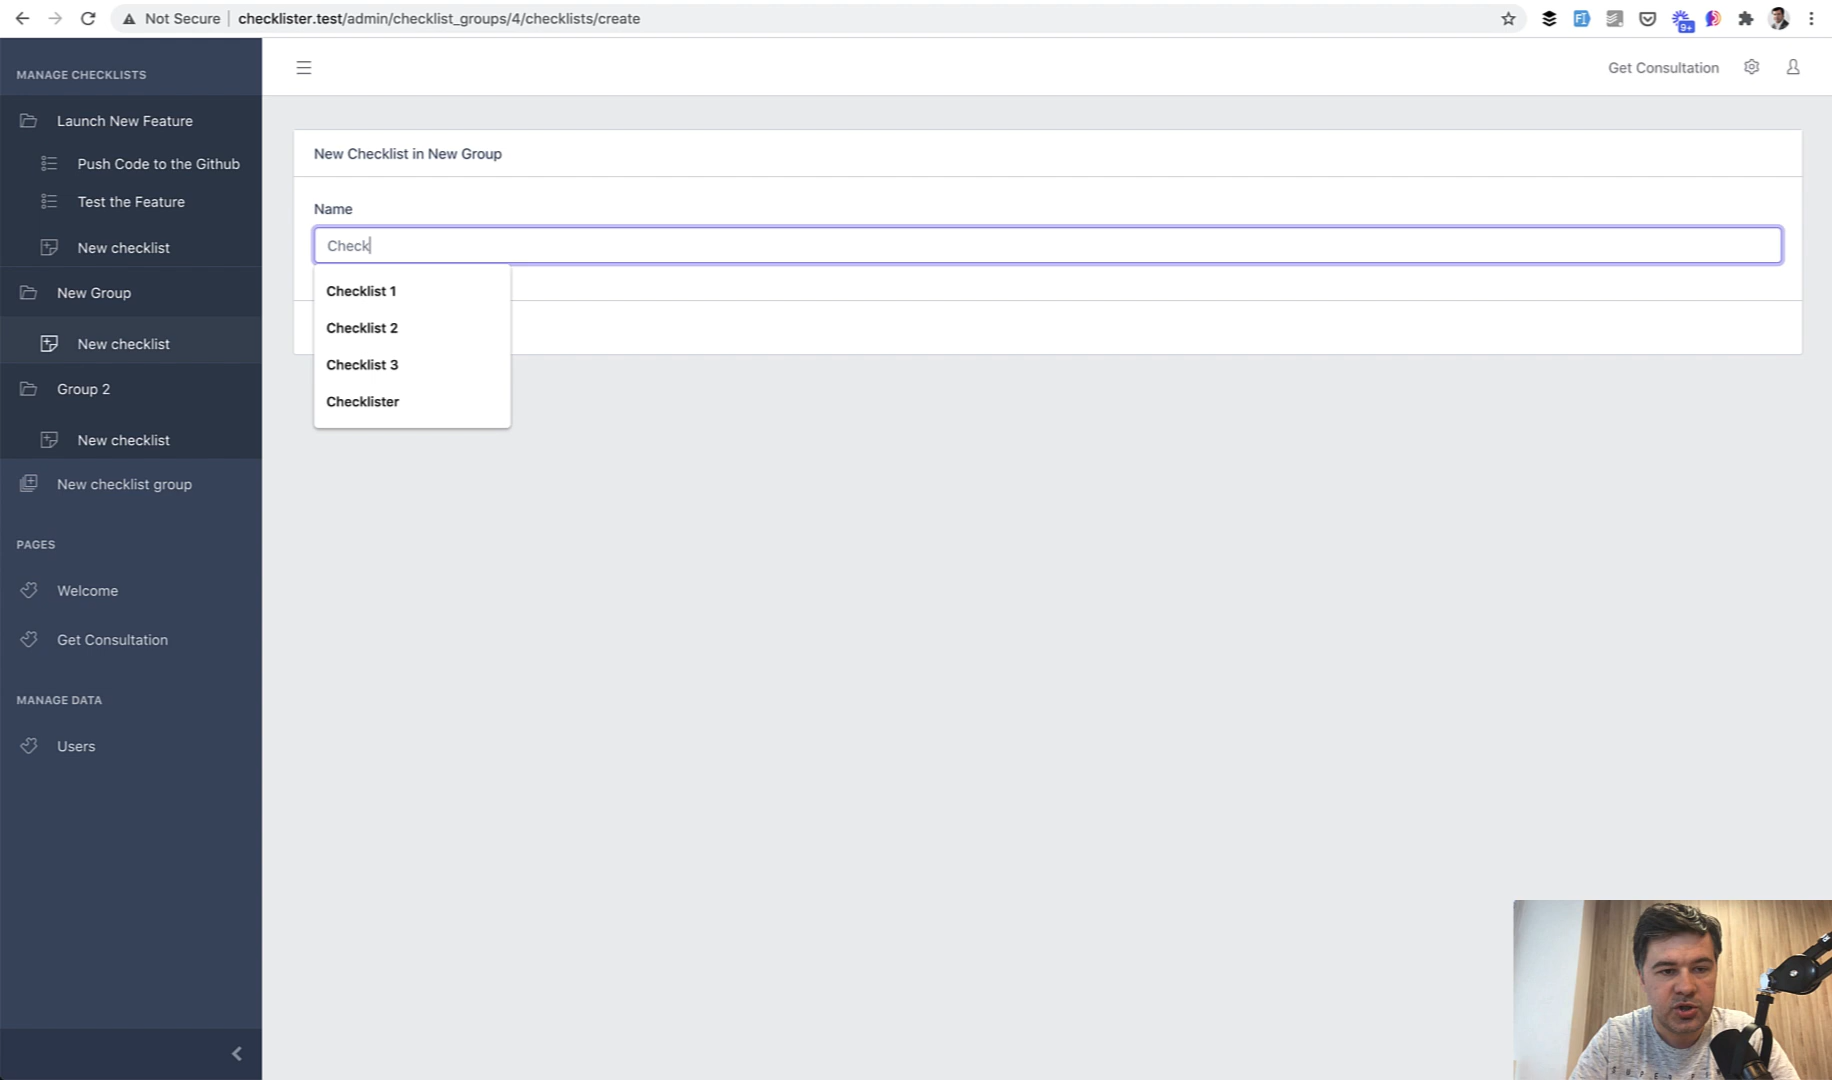 Not Secure
checklister.test/admin/checklist_groups/4/checklists/create
9+
MANAGE CHECKLISTS
Launch New Feature
Push Code to the Github
Test the Feature
New checklist
New Group
New checklist
Group 2
New checklist
New checklist group
PAGES
Welcome
Get Consultation
MANAGE DATA
Users
Get Consultation
New Checklist in New Group
Name
Check
Checklist 1
Checklist 2
Checklist 3
Checklister